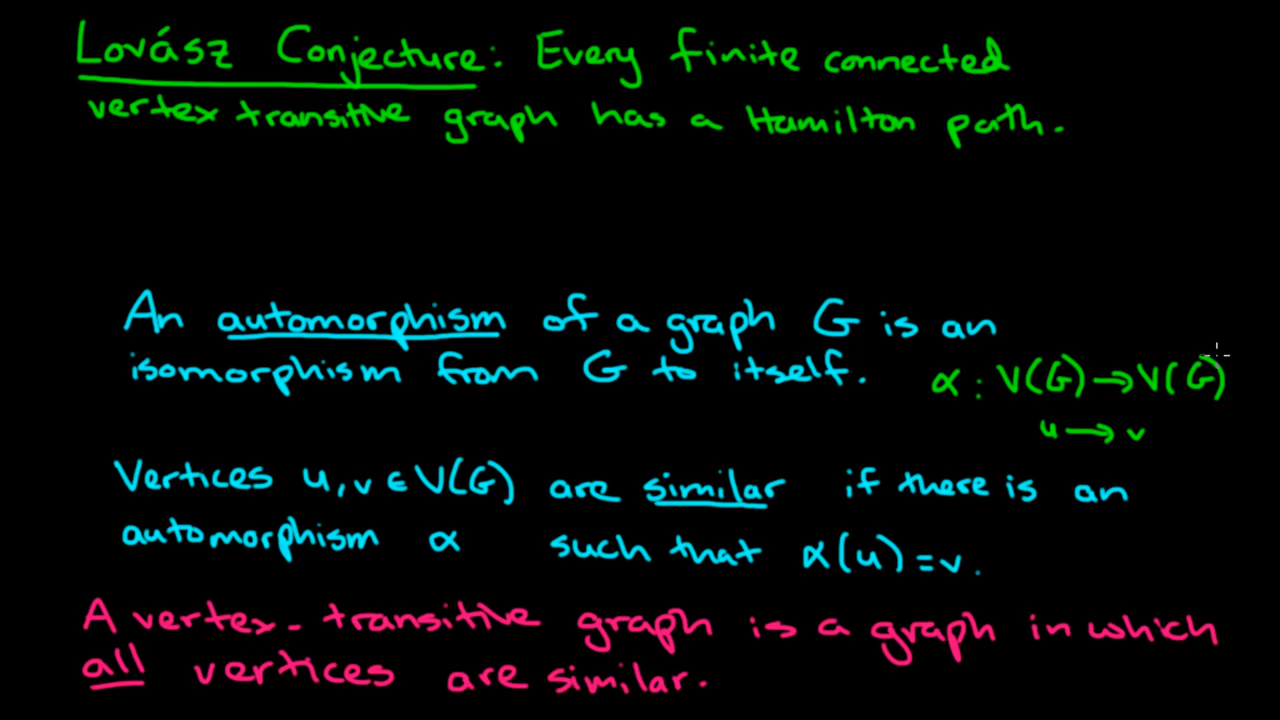 Lovász Conjecture: Every finite connected
vertex transitive graph has a Hamilton path.
An automorphism of a graph G is an
isomorphism from G to itself.
α : V(G) → V(G)
u → v
Vertices u, v ∈ V(G) are similar if there is an
automorphism α such that α(u) = v.
A vertex-transitive graph is a graph in which
all vertices are similar.